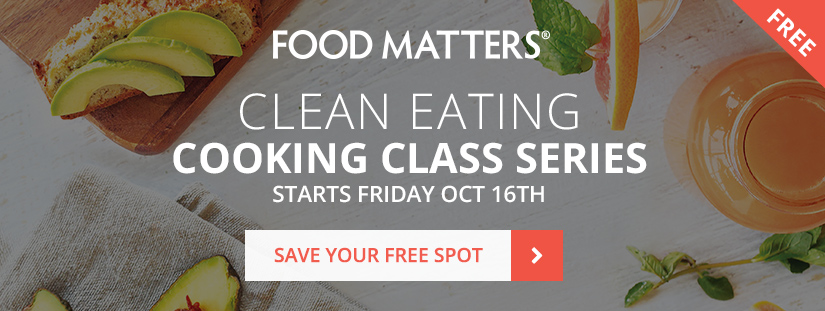 FREE
FOOD MATTERS®
CLEAN EATING
COOKING CLASS SERIES
STARTS FRIDAY OCT 16TH
SAVE YOUR FREE SPOT